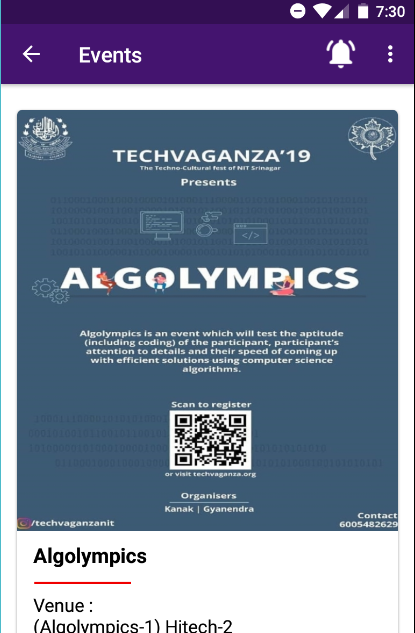 7:30
Events
TECHVAGANZA'19
The Techno-Cultural fest of NIT Srinagar
Presents
ALGOLYMPICS
Algolympics is an event which will test the aptitude
(including coding) of the participant, participant's
attention to details and their speed of coming up
with efficient solutions using computer science
algorithms.
Scan to register
or visit techvaganza.org
Organisers
Kanak | Gyanendra
/techvaganzanit
Contact
6005482629
Algolympics
Venue :
(Algolympics-1) Hitech-2